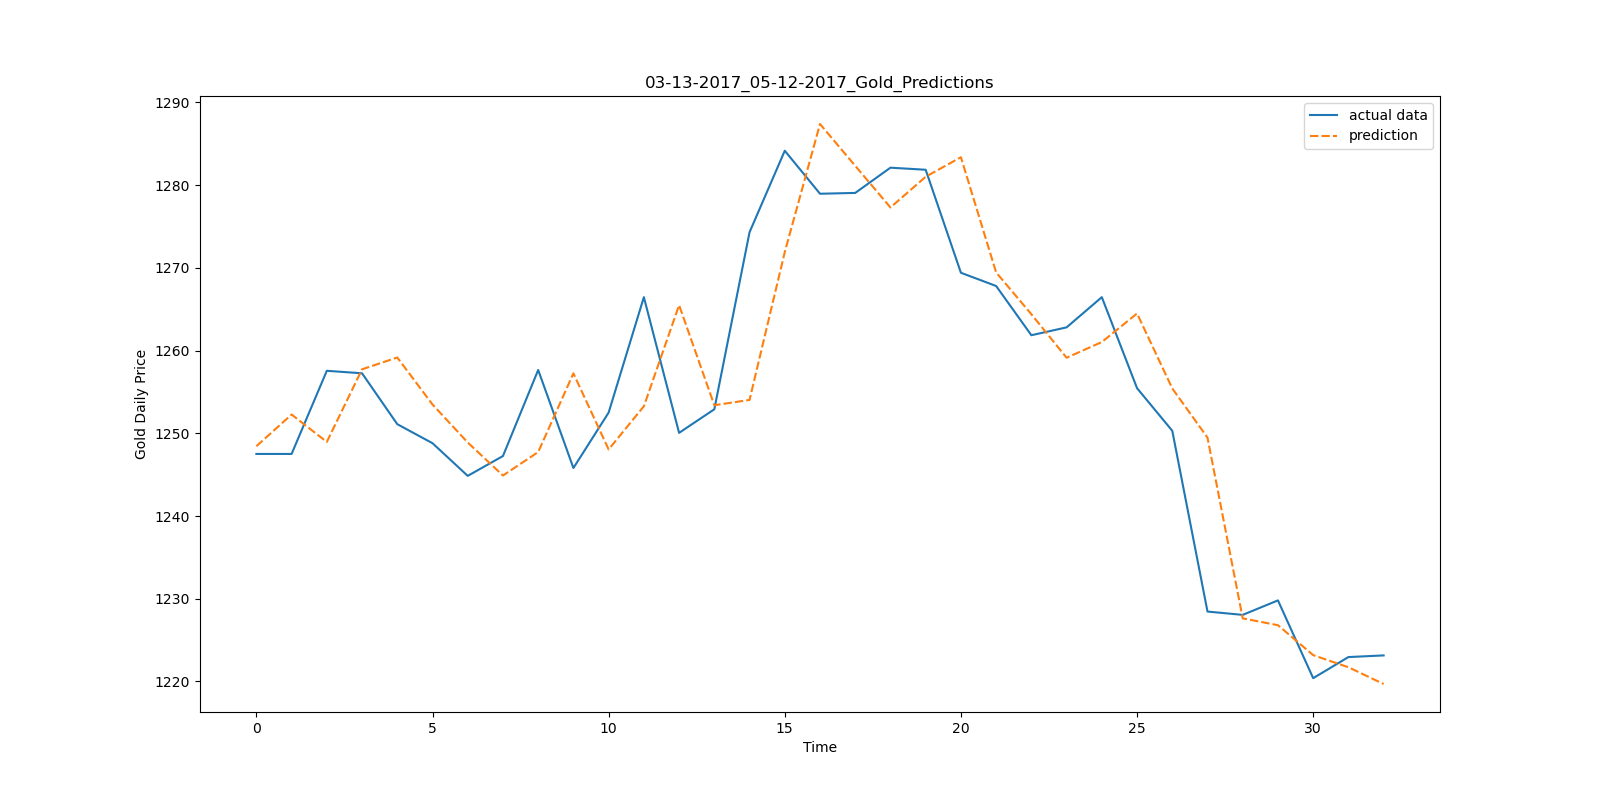 03-13-2017_05-12-2017_Gold_Predictions
1290
1280
1270
1260
1250
1240
1230
1220
Gold Daily Price
0 5 10 15 20 25 30
Time
actual data
prediction